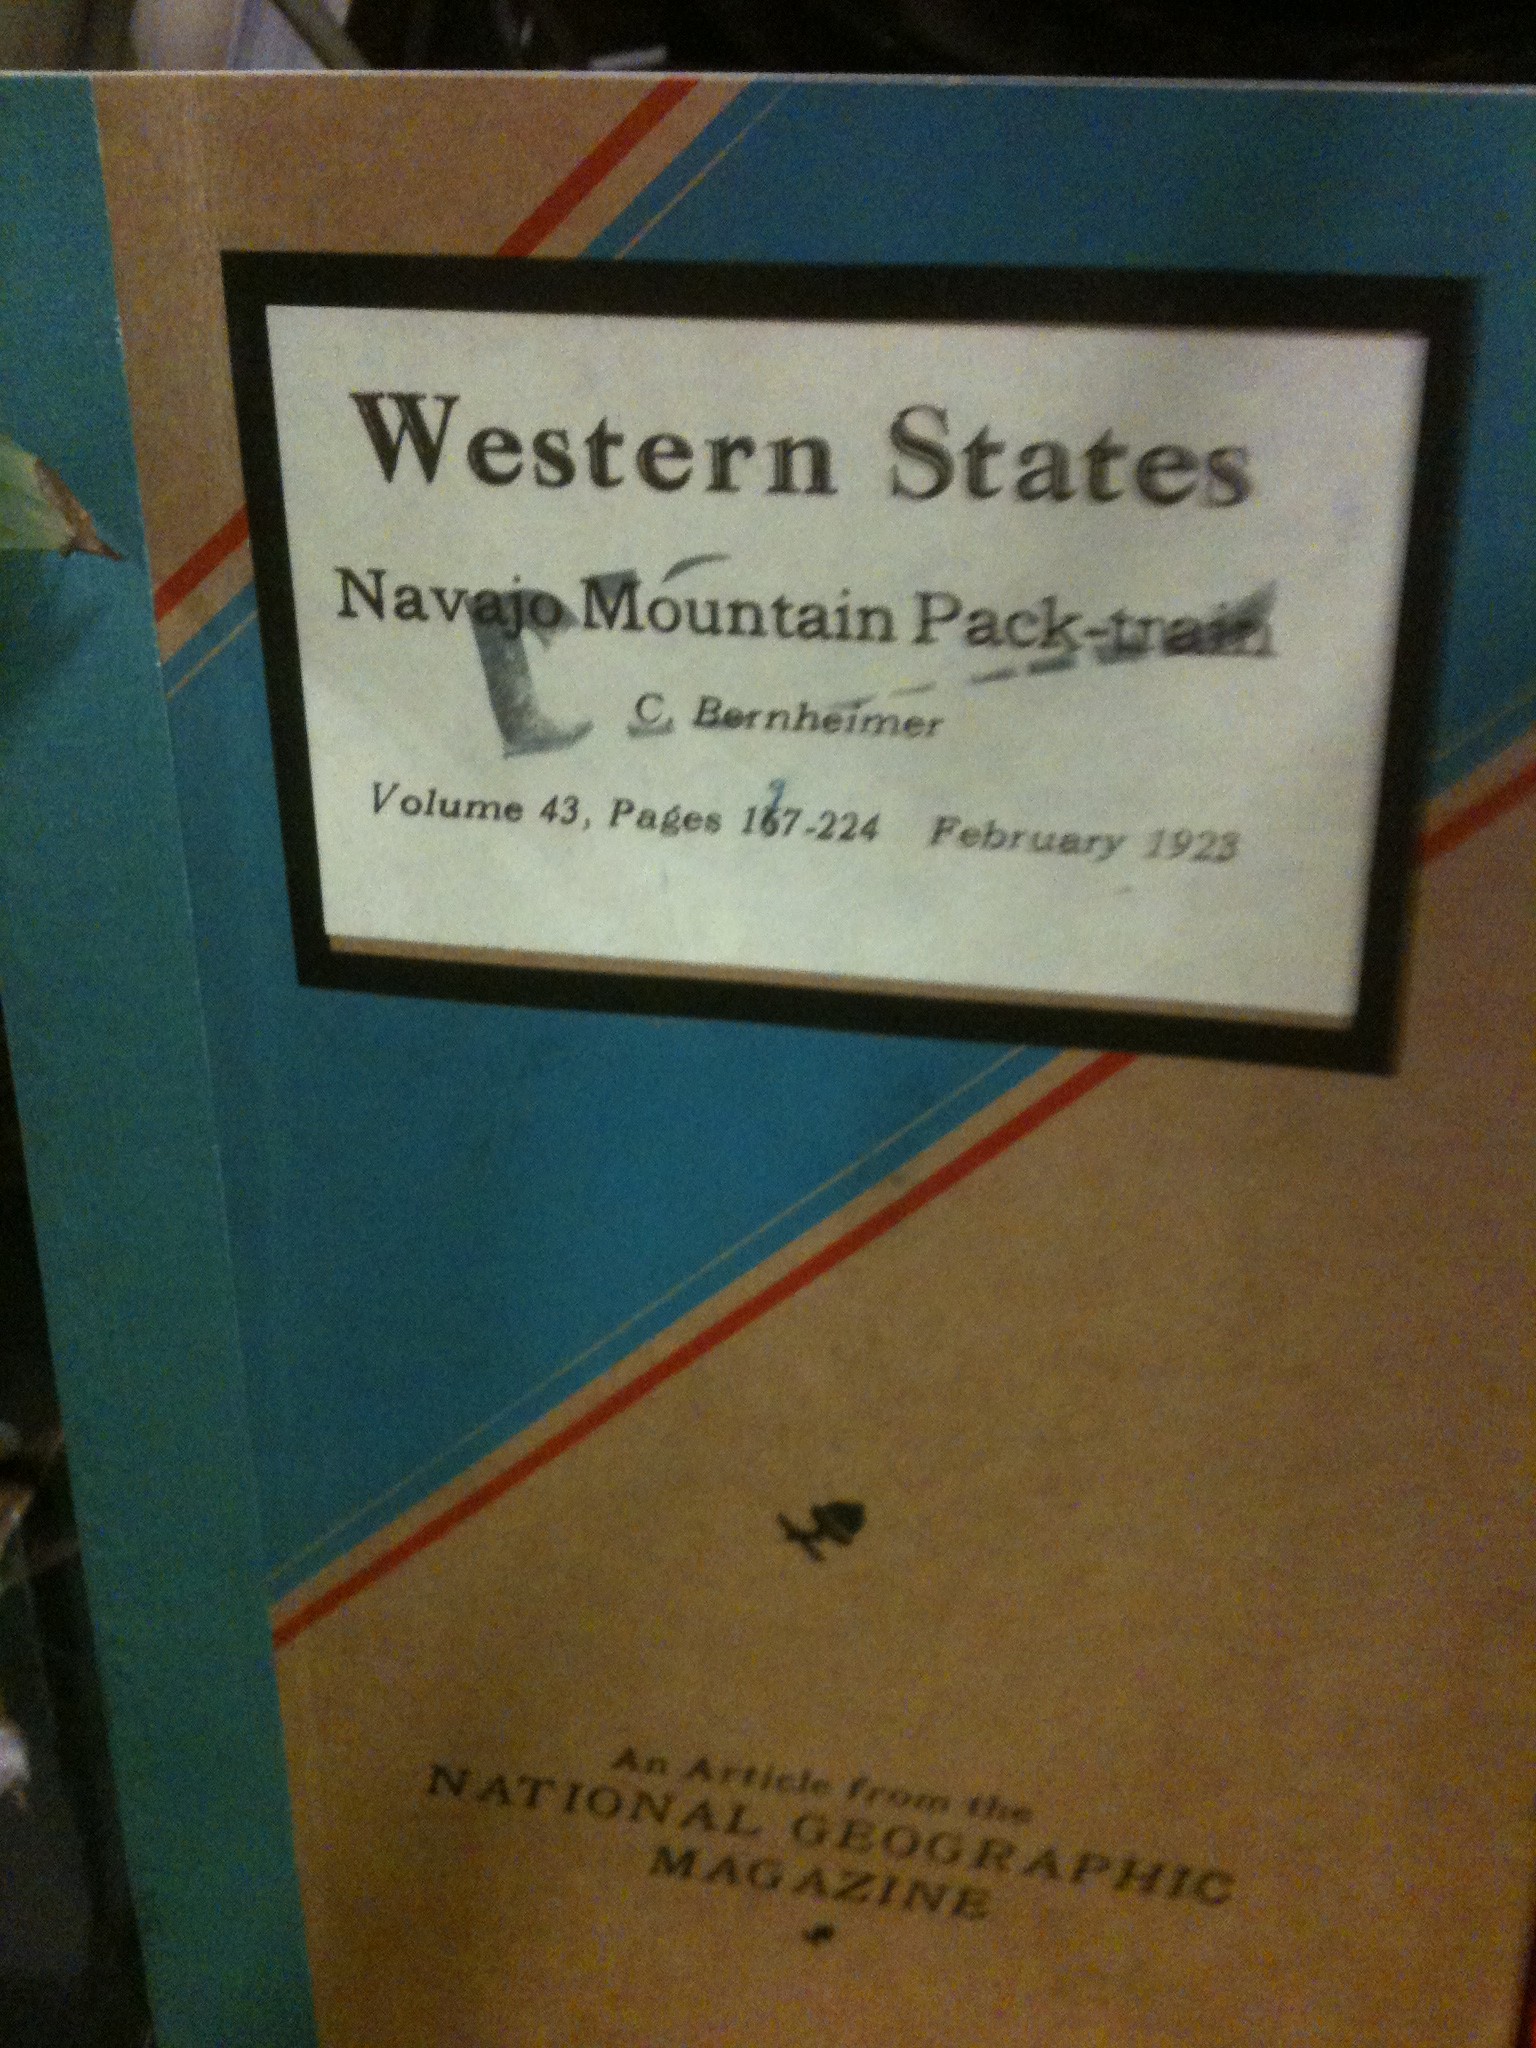 Western States
Navajo Mountain Pack-train
C. Bernheimer
Volume 43, Pages 167-224 February 1923
An Article from the
NATIONAL GEOGRAPHIC
MAGAZINE